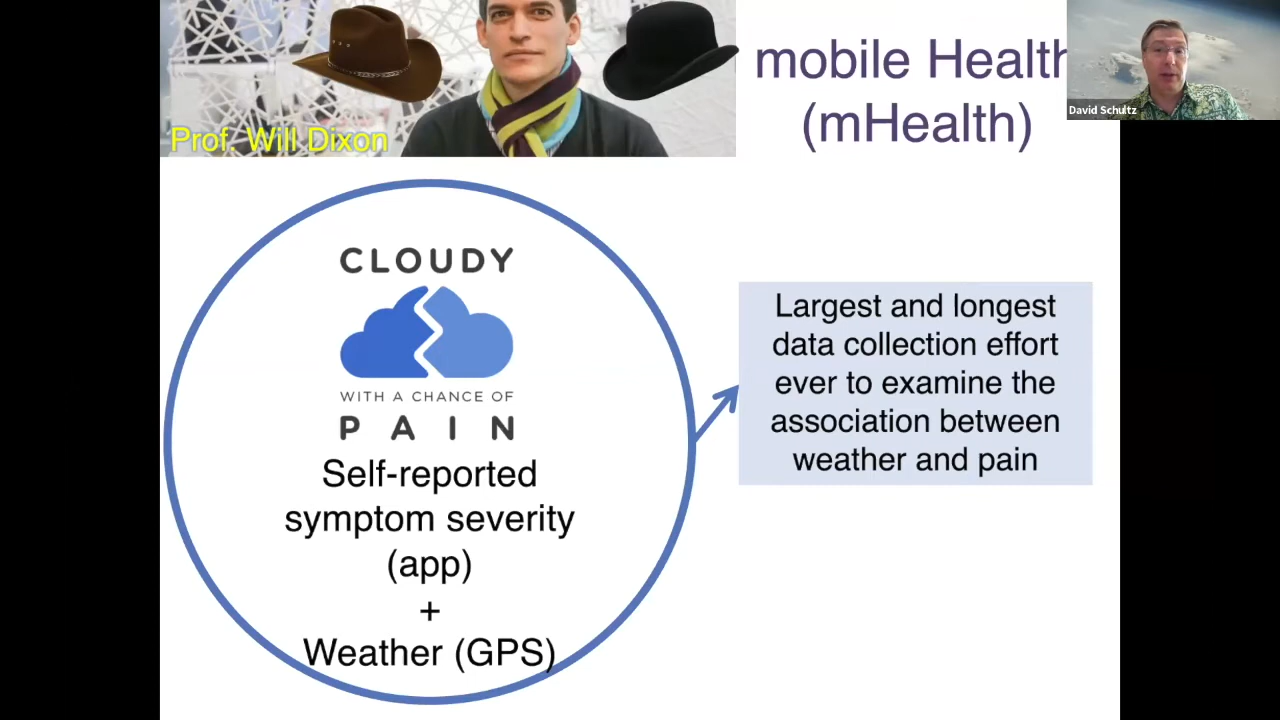 mobile Health
(mHealth)
David Schultz
Prof. Will Dixon
CLOUDY
WITH A CHANCE OF
PAIN
Self-reported
symptom severity
(app)
+
Weather (GPS)
Largest and longest
data collection effort
ever to examine the
association between
weather and pain